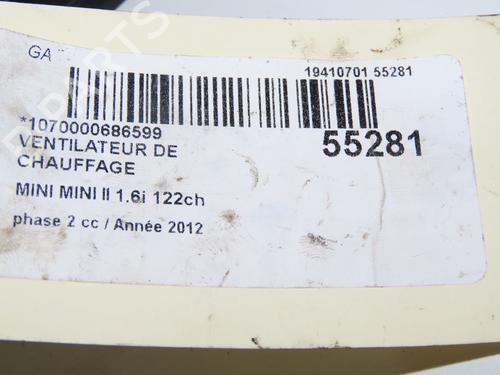 GA
19410701 55281
*1070000686599
55281
VENTILATEUR DE
CHAUFFAGE
MINI MINI II 1.6i 122ch
phase 2 cc / Année 2012